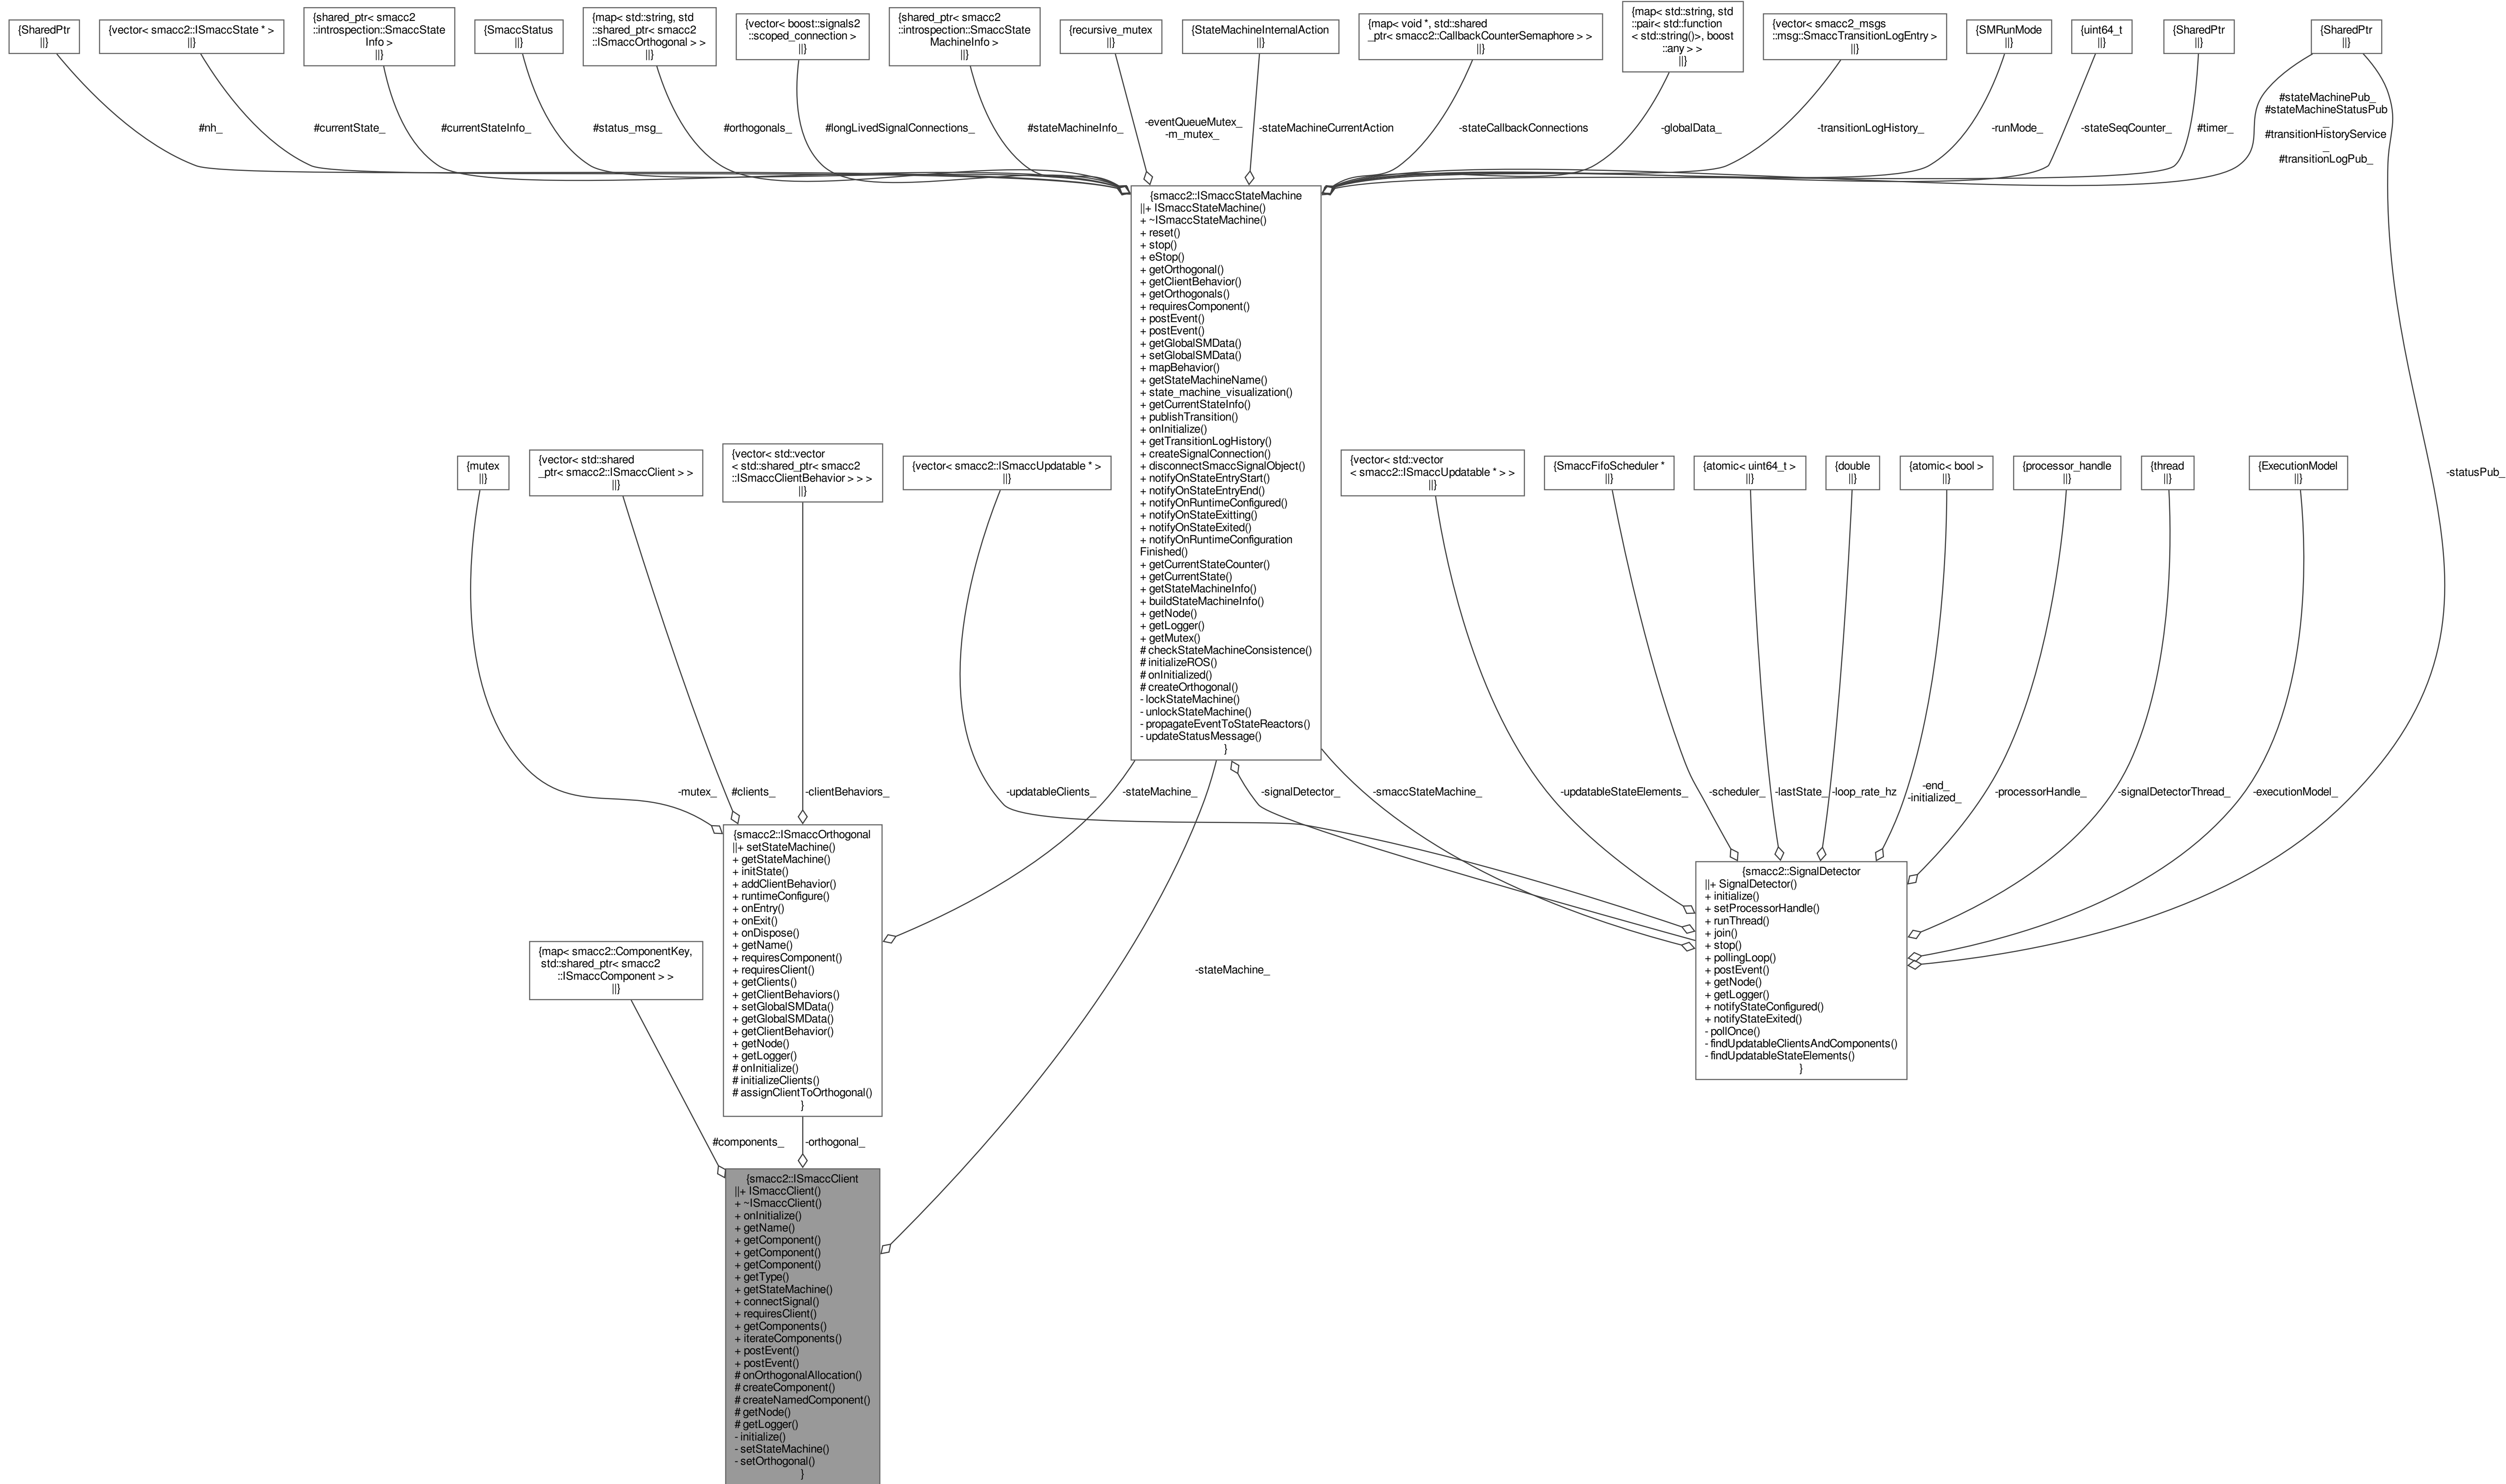 {SharedPtr
||}
{vector< smacc2::ISmaccState * >
||}
{shared_ptr< smacc2
::introspection::SmaccState
Info >
||}
{SmaccStatus
||}
{map< std::string, std
::shared_ptr< smacc2
::ISmaccOrthogonal > >
||}
{vector< boost::signals2
::scoped_connection >
||}
{shared_ptr< smacc2
::introspection::SmaccState
MachineInfo >
||}
{recursive_mutex
||}
{StateMachineInternalAction
||}
{map< void *, std::shared
_ptr< smacc2::CallbackCounterSemaphore > >
||}
{map< std::string, std
::pair< std::function
< std::string()>, boost
::any > >
||}
{vector< smacc2_msgs
::msg::SmaccTransitionLogEntry >
||}
{SMRunMode
||}
{uint64_t
||}
{SharedPtr
||}
{SharedPtr
||}
#nh_
#currentState_
#currentStateInfo_
#status_msg_
#orthogonals_
#longLivedSignalConnections_
#stateMachineInfo_
-eventQueueMutex_
-m_mutex_
-stateMachineCurrentAction
-stateCallbackConnections
-globalData_
-transitionLogHistory_
-runMode_
-stateSeqCounter_
#timer_
#stateMachinePub_
#stateMachineStatusPub
_
#transitionHistoryService
_
#transitionLogPub_
{smacc2::ISmaccStateMachine
||+ ISmaccStateMachine()
+ ~ISmaccStateMachine()
+ reset()
+ stop()
+ eStop()
+ getOrthogonal()
+ getClientBehavior()
+ getOrthogonals()
+ requiresComponent()
+ postEvent()
+ postEvent()
+ getGlobalSMData()
+ setGlobalSMData()
+ mapBehavior()
+ getStateMachineName()
+ state_machine_visualization()
+ getCurrentStateInfo()
+ publishTransition()
+ onInitialize()
+ getTransitionLogHistory()
+ createSignalConnection()
+ disconnectSmaccSignalObject()
+ notifyOnStateEntryStart()
+ notifyOnStateEntryEnd()
+ notifyOnRuntimeConfigured()
+ notifyOnStateExitting()
+ notifyOnStateExited()
+ notifyOnRuntimeConfiguration
Finished()
+ getCurrentStateCounter()
+ getCurrentState()
+ getStateMachineInfo()
+ buildStateMachineInfo()
+ getNode()
+ getLogger()
+ getMutex()
# checkStateMachineConsistence()
# initializeROS()
# onInitialized()
# createOrthogonal()
- lockStateMachine()
- unlockStateMachine()
- propagateEventToStateReactors()
- updateStatusMessage()
}
{mutex
||}
{vector< std::shared
_ptr< smacc2::ISmaccClient > >
||}
{vector< std::vector
< std::shared_ptr< smacc2
::ISmaccClientBehavior > > >
||}
{vector< smacc2::ISmaccUpdatable * >
||}
{vector< std::vector
< smacc2::ISmaccUpdatable * > >
||}
{SmaccFifoScheduler *
||}
{atomic< uint64_t >
||}
{double
||}
{atomic< bool >
||}
{processor_handle
||}
{thread
||}
{ExecutionModel
||}
-statusPub_
-mutex_
#clients_
-clientBehaviors_
-updatableClients_
-stateMachine_
-signalDetector_
-smaccStateMachine_
-updatableStateElements_
-scheduler_
-lastState_
-loop_rate_hz
-end_
-initialized_
-processorHandle_
-signalDetectorThread_
-executionModel_
{smacc2::ISmaccOrthogonal
||+ setStateMachine()
+ getStateMachine()
+ initState()
+ addClientBehavior()
+ runtimeConfigure()
+ onEntry()
+ onExit()
+ onDispose()
+ getName()
+ requiresComponent()
+ requiresClient()
+ getClients()
+ getClientBehaviors()
+ setGlobalSMData()
+ getGlobalSMData()
+ getClientBehavior()
+ getNode()
+ getLogger()
# onInitialize()
# initializeClients()
# assignClientToOrthogonal()
}
{smacc2::SignalDetector
||+ SignalDetector()
+ initialize()
+ setProcessorHandle()
+ runThread()
+ join()
+ stop()
+ pollingLoop()
+ postEvent()
+ getNode()
+ getLogger()
+ notifyStateConfigured()
+ notifyStateExited()
- pollOnce()
- findUpdatableClientsAndComponents()
- findUpdatableStateElements()
}
{map< smacc2::ComponentKey,
std::shared_ptr< smacc2
::ISmaccComponent > >
||}
-stateMachine_
#components_
-orthogonal_
{smacc2::ISmaccClient
||+ ISmaccClient()
+ ~ISmaccClient()
+ onInitialize()
+ getName()
+ getComponent()
+ getComponent()
+ getComponent()
+ getType()
+ getStateMachine()
+ connectSignal()
+ requiresClient()
+ getComponents()
+ iterateComponents()
+ postEvent()
+ postEvent()
# onOrthogonalAllocation()
# createComponent()
# createNamedComponent()
# getNode()
# getLogger()
- initialize()
- setStateMachine()
- setOrthogonal()
}